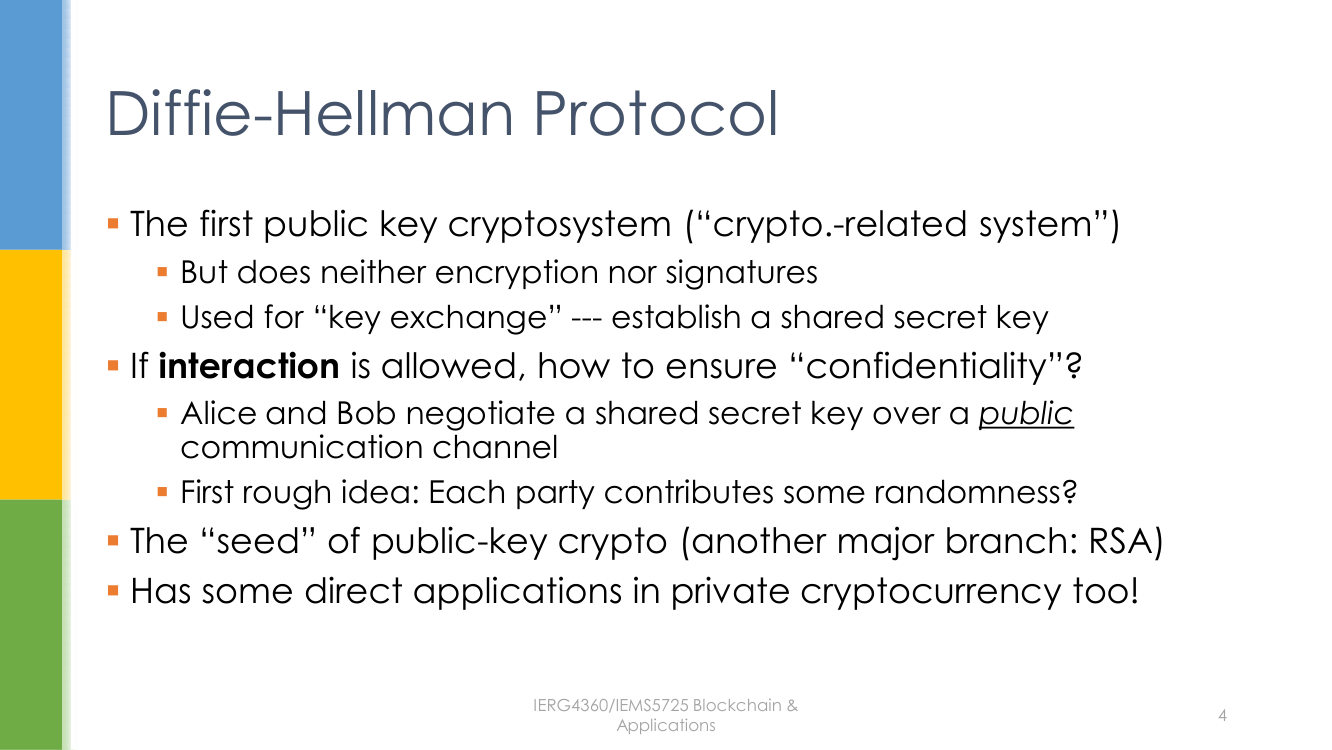 Diffie-Hellman Protocol
The first public key cryptosystem (“crypto.-related system”)
But does neither encryption nor signatures
Used for “key exchange” --- establish a shared secret key
If interaction is allowed, how to ensure “confidentiality”?
Alice and Bob negotiate a shared secret key over a public
communication channel
First rough idea: Each party contributes some randomness?
The “seed” of public-key crypto (another major branch: RSA)
Has some direct applications in private cryptocurrency too!
IERG4360/IEMS5725 Blockchain &
Applications
4